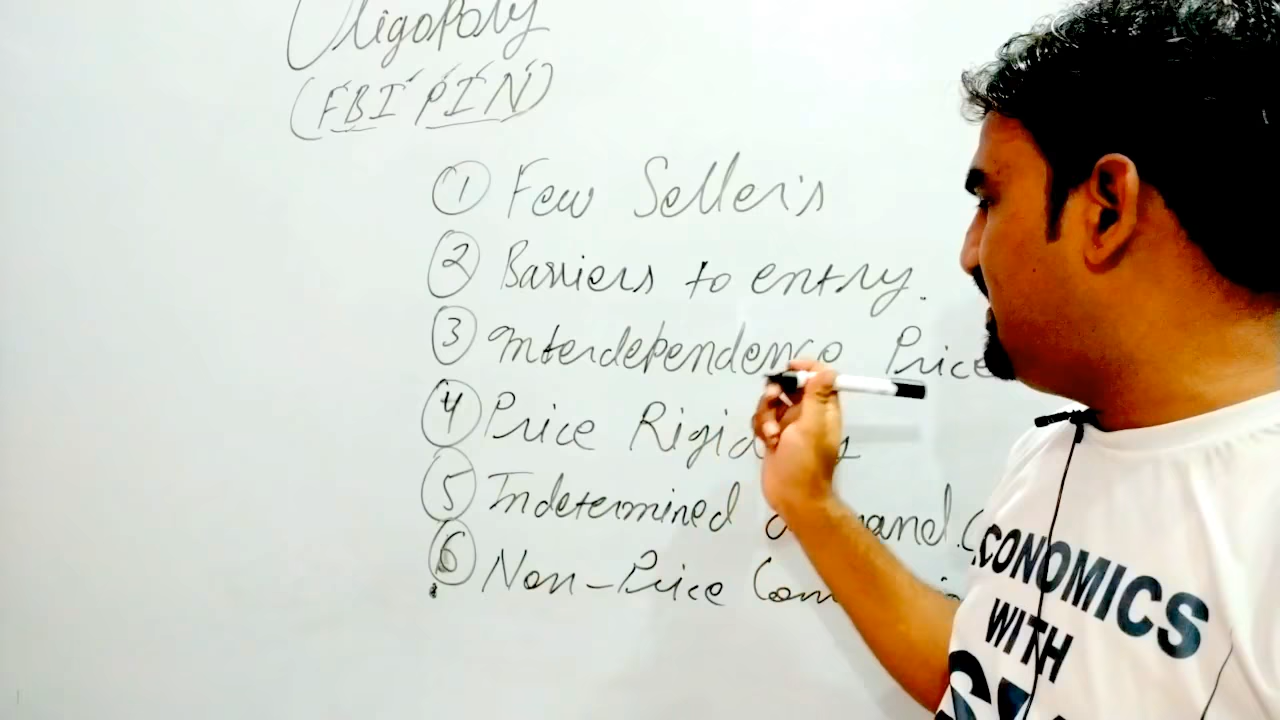 Oligopoly
(FBI PIN)
① Few Sellers
② Barriers to entry.
③ Interdependence Price
④ Price
⑤ Indetermined
⑥ Non-Price
ECONOMICS
WITH